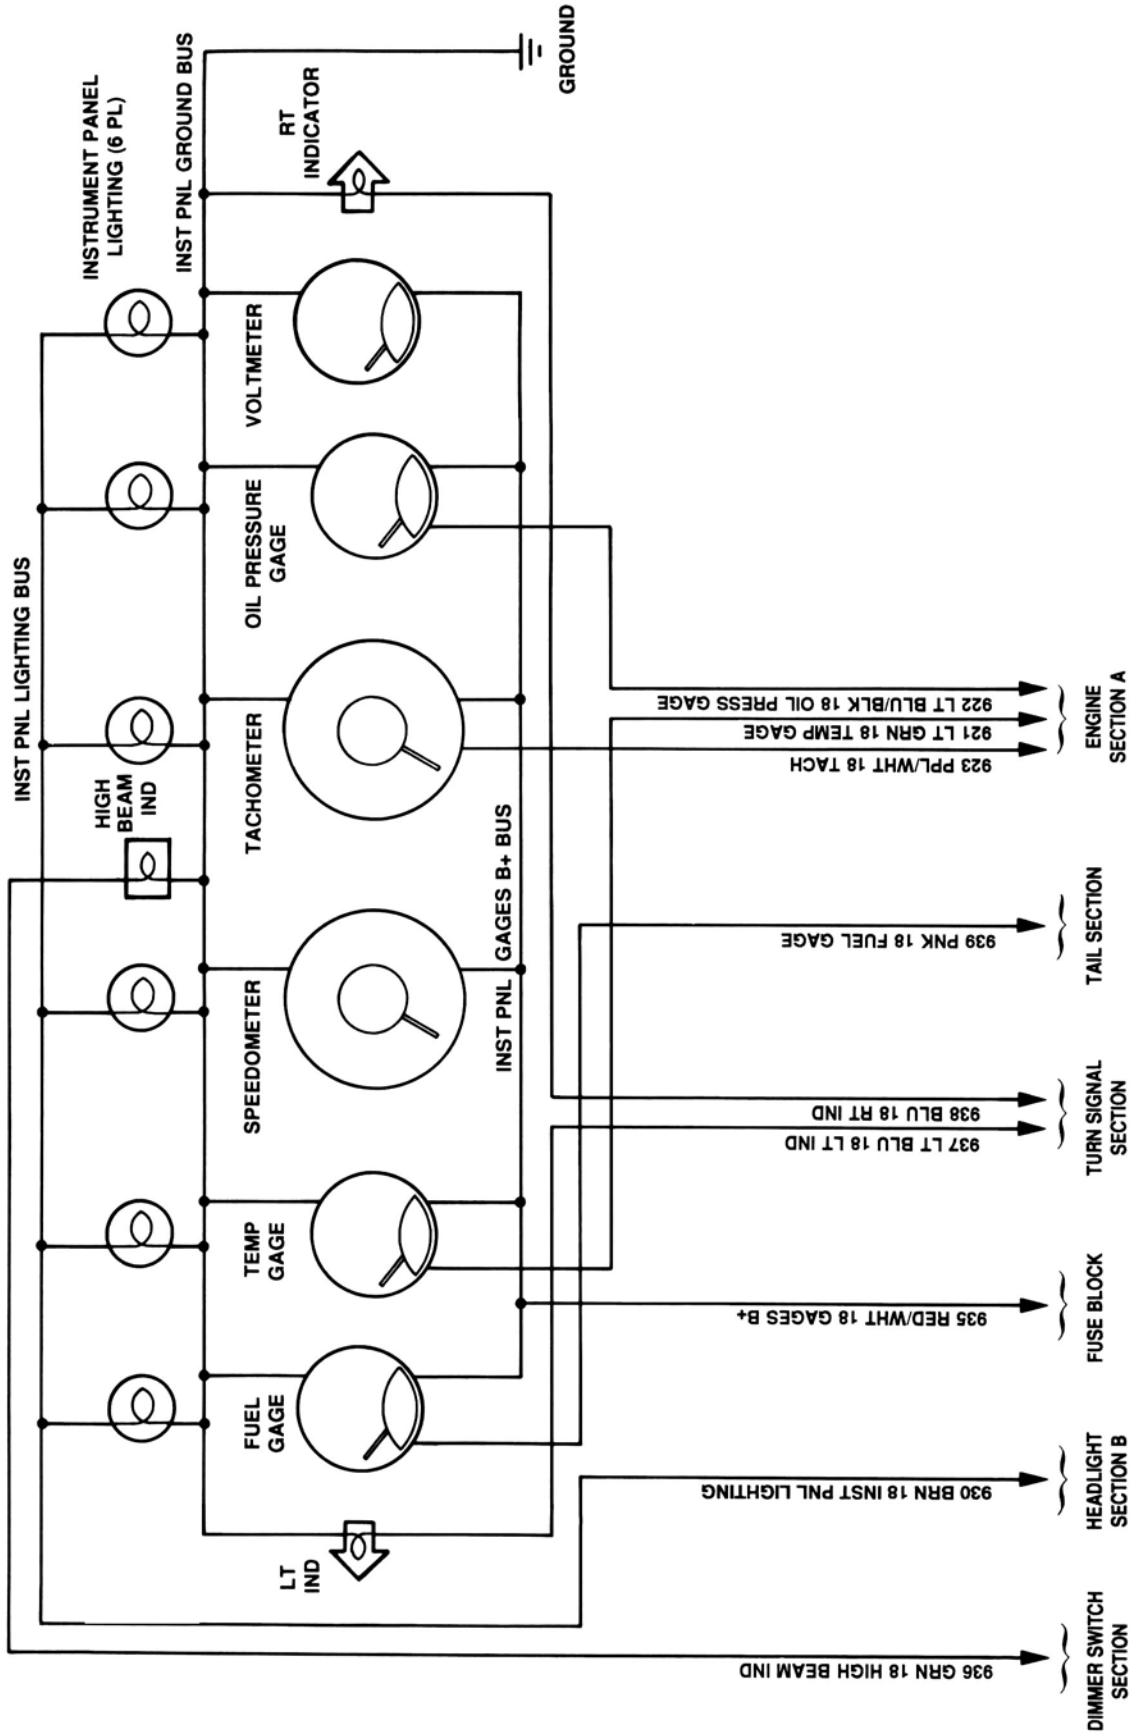 INST PNL LIGHTING BUS
INSTRUMENT PANEL
LIGHTING (6 PL)
HIGH
BEAM
IND
INST PNL GROUND BUS
LT
IND
FUEL
GAGE
TEMP
GAGE
SPEEDOMETER
TACHOMETER
OIL PRESSURE
GAGE
VOLTMETER
RT
INDICATOR
INST PNL GAGES B+ BUS
GROUND
936 GRN 18 HIGH BEAM IND
930 BRN 18 INST PNL LIGHTING
935 RED/WHT 18 GAGES B+
937 LT BLU 18 LT IND
938 BLU 18 RT IND
939 PNK 18 FUEL GAGE
923 PPL/WHT 18 TACH
921 LT GRN 18 TEMP GAGE
922 LT BLU/BLK 18 OIL PRESS GAGE
DIMMER SWITCH
SECTION
HEADLIGHT
SECTION B
FUSE BLOCK
TURN SIGNAL
SECTION
TAIL SECTION
ENGINE
SECTION A